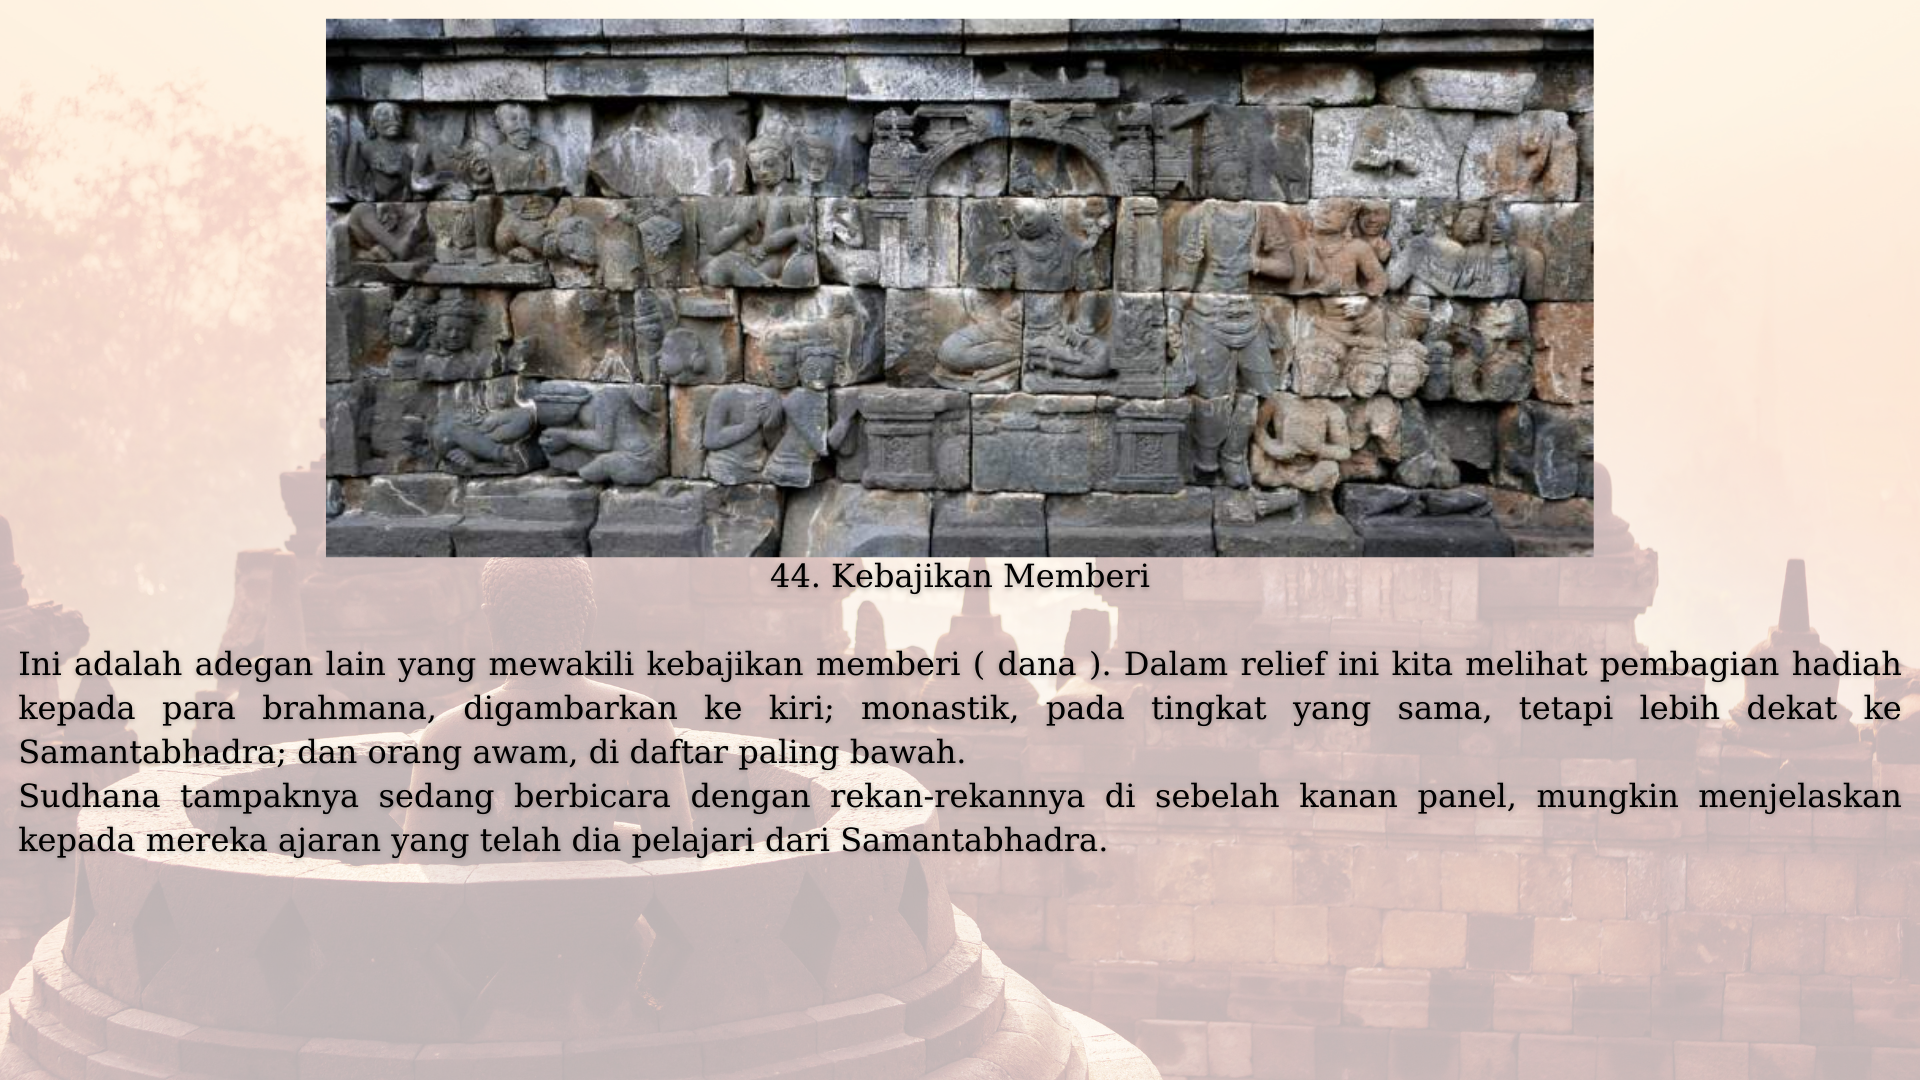 44. Kebajikan Memberi
Ini adalah adegan lain yang mewakili kebajikan memberi ( dana ). Dalam relief ini kita melihat pembagian hadiah
kepada para brahmana, digambarkan ke kiri; monastik, pada tingkat yang sama, tetapi lebih dekat ke
Samantabhadra; dan orang awam, di daftar paling bawah.
Sudhana tampaknya sedang berbicara dengan rekan-rekannya di sebelah kanan panel, mungkin menjelaskan
kepada mereka ajaran yang telah dia pelajari dari Samantabhadra.